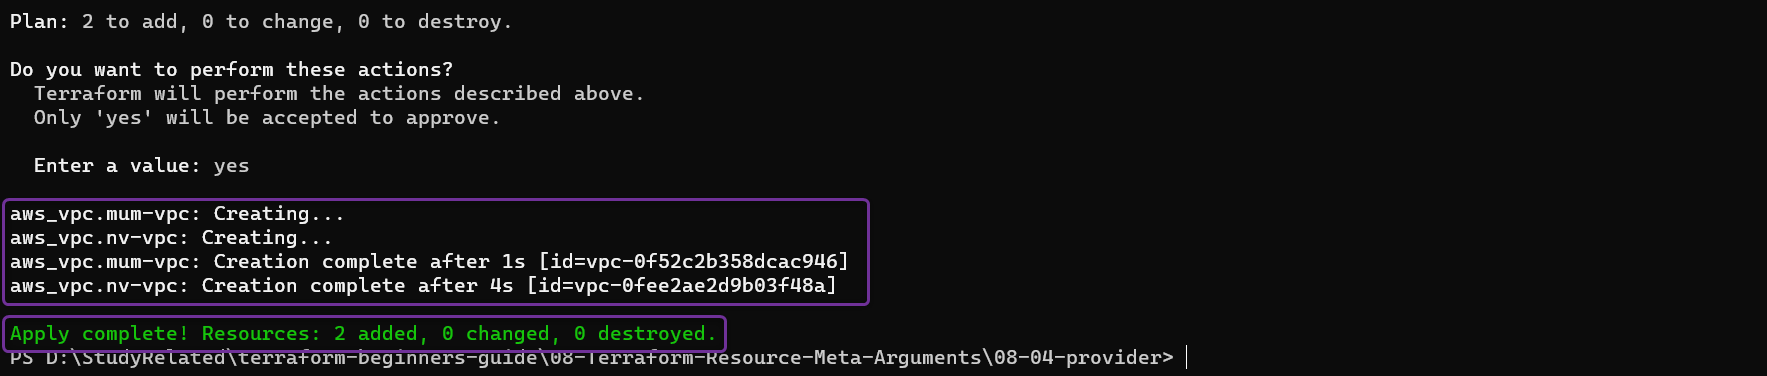 Plan: 2 to add, 0 to change, 0 to destroy.
Do you want to perform these actions?
Terraform will perform the actions described above.
Only 'yes' will be accepted to approve.
Enter a value: yes
aws_vpc.mum-vpc: Creating...
aws_vpc.nv-vpc: Creating...
aws_vpc.mum-vpc: Creation complete after 1s [id=vpc-0f52c2b358dcac946]
aws_vpc.nv-vpc: Creation complete after 4s [id=vpc-0fee2ae2d9b03f48a]
Apply complete! Resources: 2 added, 0 changed, 0 destroyed.
PS D:\StudyRelated\terraform-beginners-guide\08-Terraform-Resource-Meta-Arguments\08-04-provider>